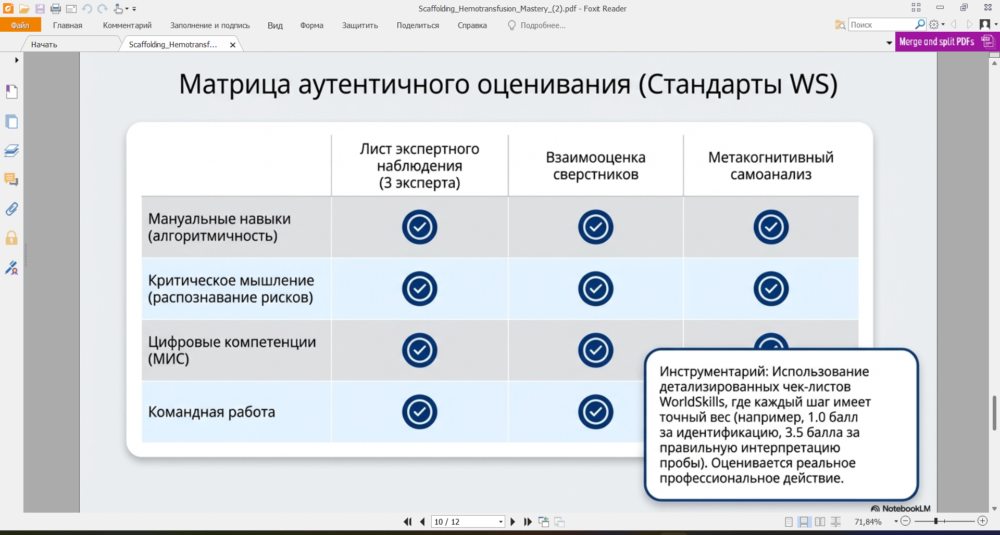 Scaffolding_Hemotransfusion_Mastery_(2).pdf - Foxit Reader
Файл Главная Комментарий Заполнение и подпись Вид Форма Защитить Поделиться Справка Подробнее... Поиск
Начать Scaffolding_Hemotransf... Merge and split PDFs
Матрица аутентичного оценивания (Стандарты WS)
Лист экспертного
наблюдения
(3 эксперта)
Взаимооценка
сверстников
Метакогнитивный
самоанализ
Мануальные навыки
(алгоритмичность)
Критическое мышление
(распознавание рисков)
Цифровые компетенции
(МИС)
Командная работа
Инструментарий: Использование
детализированных чек-листов
WorldSkills, где каждый шаг имеет
точный вес (например, 1.0 балл
за идентификацию, 3.5 балла за
правильную интерпретацию
пробы). Оценивается реальное
профессиональное действие.
NotebookLM
10 / 12 71,84%